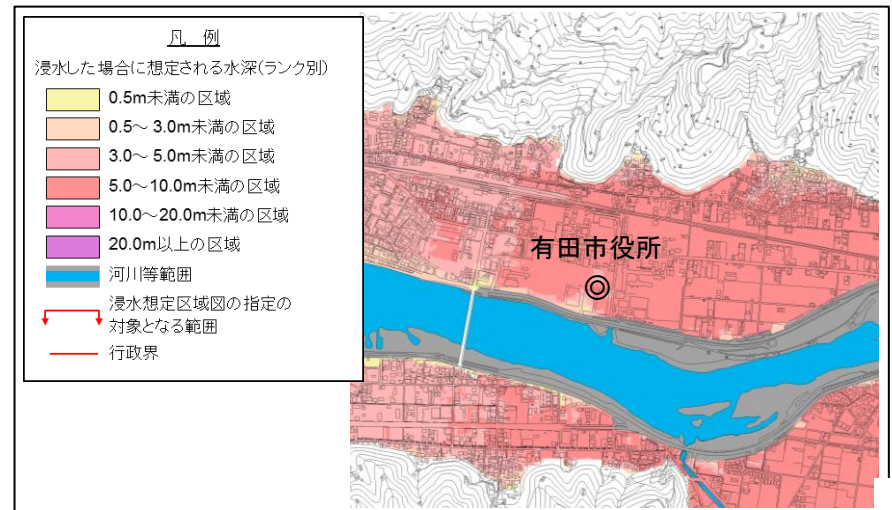 凡 例
浸水した場合に想定される水深(ランク別)
0.5m未満の区域
0.5～ 3.0m未満の区域
3.0～ 5.0m未満の区域
5.0～10.0m未満の区域
10.0～20.0m未満の区域
20.0m以上の区域
河川等範囲
浸水想定区域図の指定の
対象となる範囲
行政界
有田市役所